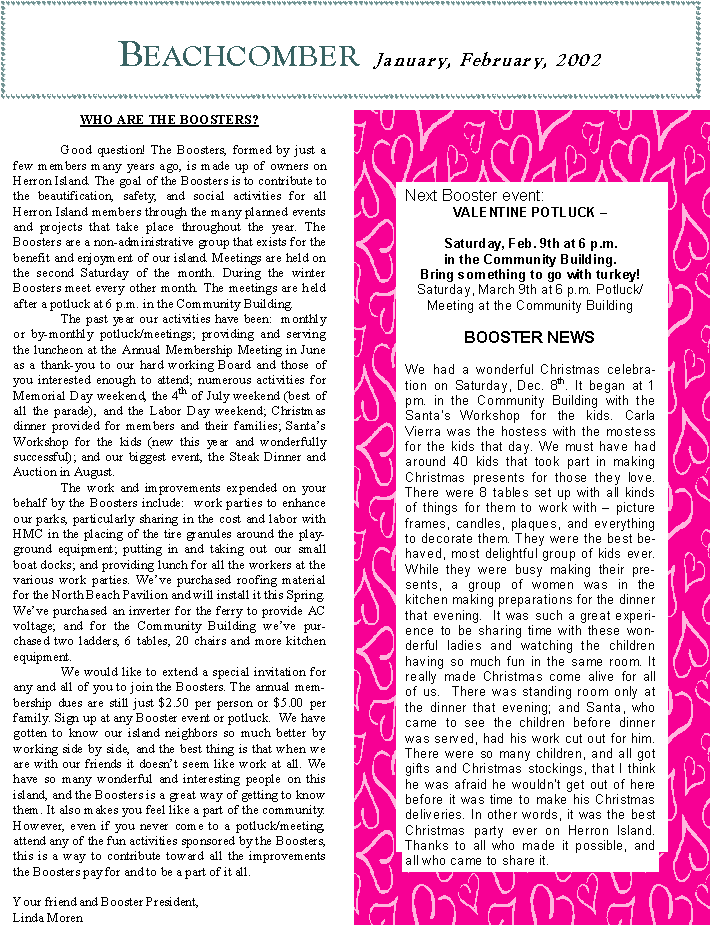 BEACHCOMBER January, February, 2002
WHO ARE THE BOOSTERS?
Good question! The Boosters, formed by just a
few members many years ago, is made up of owners on
Herron Island. The goal of the Boosters is to contribute to
the beautification, safety, and social activities for all
Herron Island members through the many planned events
and projects that take place throughout the year. The
Boosters are a non-administrative group that exists for the
benefit and enjoyment of our island. Meetings are held on
the second Saturday of the month. During the winter
Boosters meet every other month. The meetings are held
after a potluck at 6 p.m. in the Community Building.
The past year our activities have been: monthly
or by-monthly potluck/meetings; providing and serving
the luncheon at the Annual Membership Meeting in June
as a thank-you to our hard working Board and those of
you interested enough to attend; numerous activities for
Memorial Day weekend, the 4th of July weekend (best of
all the parade), and the Labor Day weekend; Christmas
dinner provided for members and their families; Santa's
Workshop for the kids (new this year and wonderfully
successful); and our biggest event, the Steak Dinner and
Auction in August.
The work and improvements expended on your
behalf by the Boosters include: work parties to enhance
our parks, particularly sharing in the cost and labor with
HMC in the placing of the tire granules around the play-
ground equipment; putting in and taking out our small
boat docks; and providing lunch for all the workers at the
various work parties. We've purchased roofing material
for the North Beach Pavilion and will install it this Spring.
We've purchased an inverter for the ferry to provide AC
voltage; and for the Community Building we've pur-
chased two ladders, 6 tables, 20 chairs and more kitchen
equipment.
We would like to extend a special invitation for
any and all of you to join the Boosters. The annual mem-
bership dues are still just $2.50 per person or $5.00 per
family. Sign up at any Booster event or potluck. We have
gotten to know our island neighbors so much better by
working side by side, and the best thing is that when we
are with our friends it doesn't seem like work at all. We
have so many wonderful and interesting people on this
island, and the Boosters is a great way of getting to know
them. It also makes you feel like a part of the community.
However, even if you never come to a potluck/meeting,
attend any of the fun activities sponsored by the Boosters,
this is a way to contribute toward all the improvements
the Boosters pay for and to be a part of it all.
Your friend and Booster President,
Linda Moren
Next Booster event:
VALENTINE POTLUCK –
Saturday, Feb. 9th at 6 p.m.
in the Community Building.
Bring something to go with turkey!
Saturday, March 9th at 6 p.m. Potluck/
Meeting at the Community Building
BOOSTER NEWS
We had a wonderful Christmas celebra-
tion on Saturday, Dec. 8th. It began at 1
pm. in the Community Building with the
Santa's Workshop for the kids. Carla
Vierra was the hostess with the mostess
for the kids that day. We must have had
around 40 kids that took part in making
Christmas presents for those they love.
There were 8 tables set up with all kinds
of things for them to work with – picture
frames, candles, plaques, and everything
to decorate them. They were the best be-
haved, most delightful group of kids ever.
While they were busy making their pre-
sents, a group of women was in the
kitchen making preparations for the dinner
that evening. It was such a great experi-
ence to be sharing time with these won-
derful ladies and watching the children
having so much fun in the same room. It
really made Christmas come alive for all
of us. There was standing room only at
the dinner that evening; and Santa, who
came to see the children before dinner
was served, had his work cut out for him.
There were so many children, and all got
gifts and Christmas stockings, that I think
he was afraid he wouldn't get out of here
before it was time to make his Christmas
deliveries. In other words, it was the best
Christmas party ever on Herron Island.
Thanks to all who made it possible, and
all who came to share it.